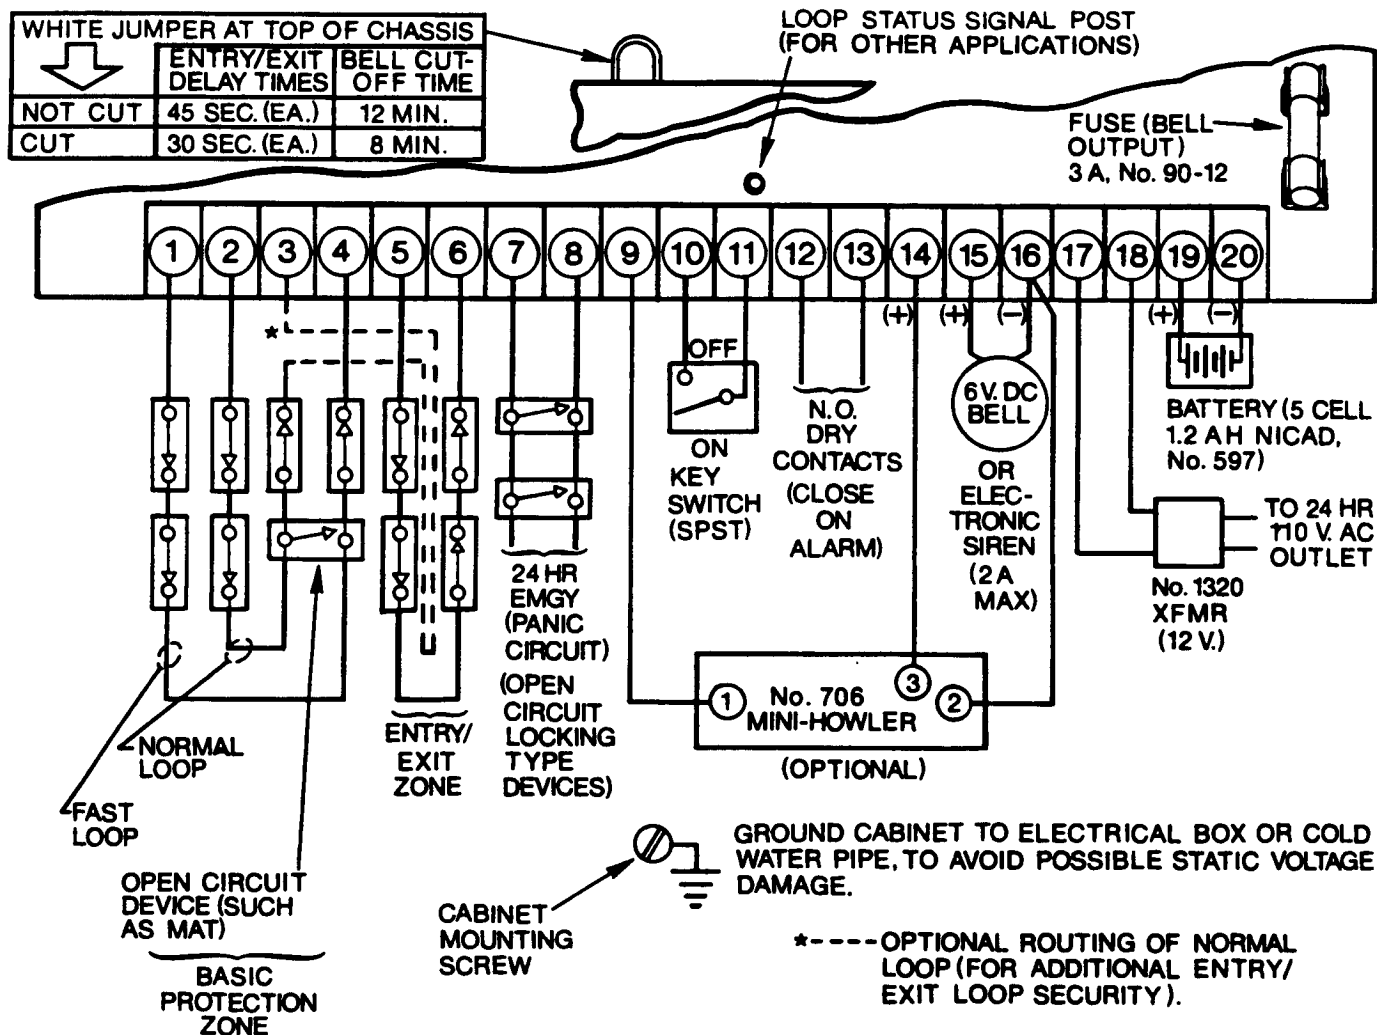 WHITE JUMPER AT TOP OF CHASSIS
ENTRY/EXIT
DELAY TIMES
BELL CUT-
OFF TIME
NOT CUT 45 SEC. (EA.) 12 MIN.
CUT 30 SEC. (EA.) 8 MIN.
LOOP STATUS SIGNAL POST
(FOR OTHER APPLICATIONS)
FUSE (BELL
OUTPUT)
3 A, No. 90-12
1 2 3 4 5 6 7 8 9 10 11 12 13 14 15 16 17 18 19 20
(+) (+) (-) (+) (-)
*
OFF
ON
KEY
SWITCH
(SPST)
N.O.
DRY
CONTACTS
(CLOSE
ON
ALARM)
6 V. DC
BELL
OR
ELEC-
TRONIC
SIREN
(2 A
MAX)
BATTERY (5 CELL
1.2 AH NICAD,
No. 597)
TO 24 HR
110 V. AC
OUTLET
No. 1320
XFMR
(12 V.)
24 HR
EMGY
(PANIC
CIRCUIT)
(OPEN
CIRCUIT
LOCKING
TYPE
DEVICES)
1 No. 706 3 2
MINI-HOWLER
(OPTIONAL)
ENTRY/
EXIT
ZONE
NORMAL
LOOP
FAST
LOOP
OPEN CIRCUIT
DEVICE (SUCH
AS MAT)
BASIC
PROTECTION
ZONE
CABINET
MOUNTING
SCREW
GROUND CABINET TO ELECTRICAL BOX OR COLD
WATER PIPE, TO AVOID POSSIBLE STATIC VOLTAGE
DAMAGE.
*----OPTIONAL ROUTING OF NORMAL
LOOP (FOR ADDITIONAL ENTRY/
EXIT LOOP SECURITY).